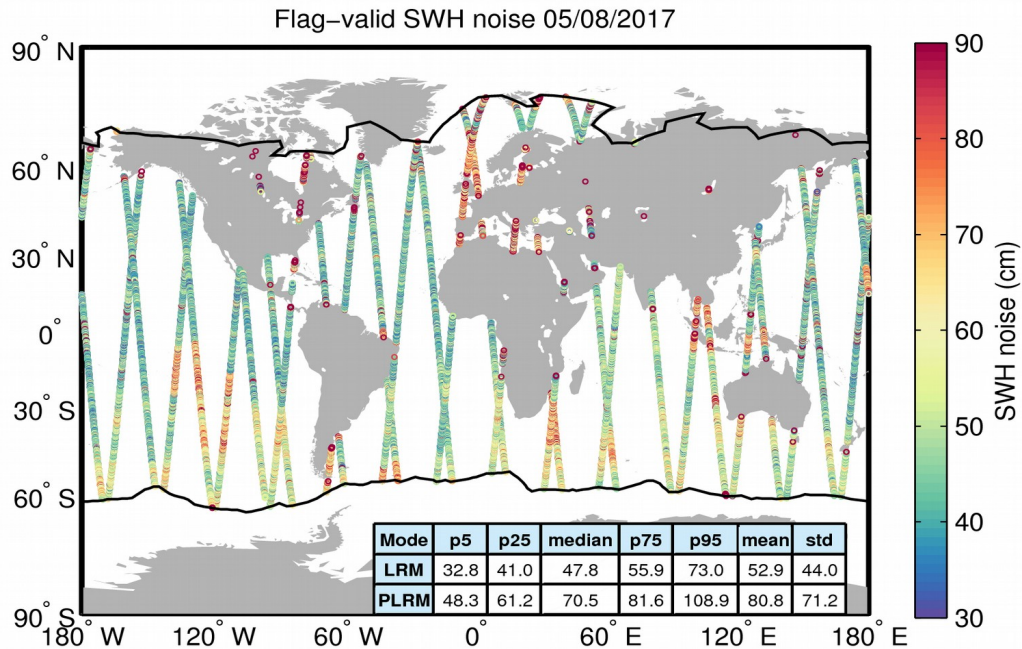 Flag−valid SWH noise 05/08/2017
90° N
60° N
30° N
0°
30° S
60° S
90° S
180° W
120° W
60° W
0°
60° E
120° E
180° E
Mode p5 p25 median p75 p95 mean std
LRM 32.8 41.0 47.8 55.9 73.0 52.9 44.0
PLRM 48.3 61.2 70.5 81.6 108.9 80.8 71.2
90
80
70
60
50
40
30
SWH noise (cm)